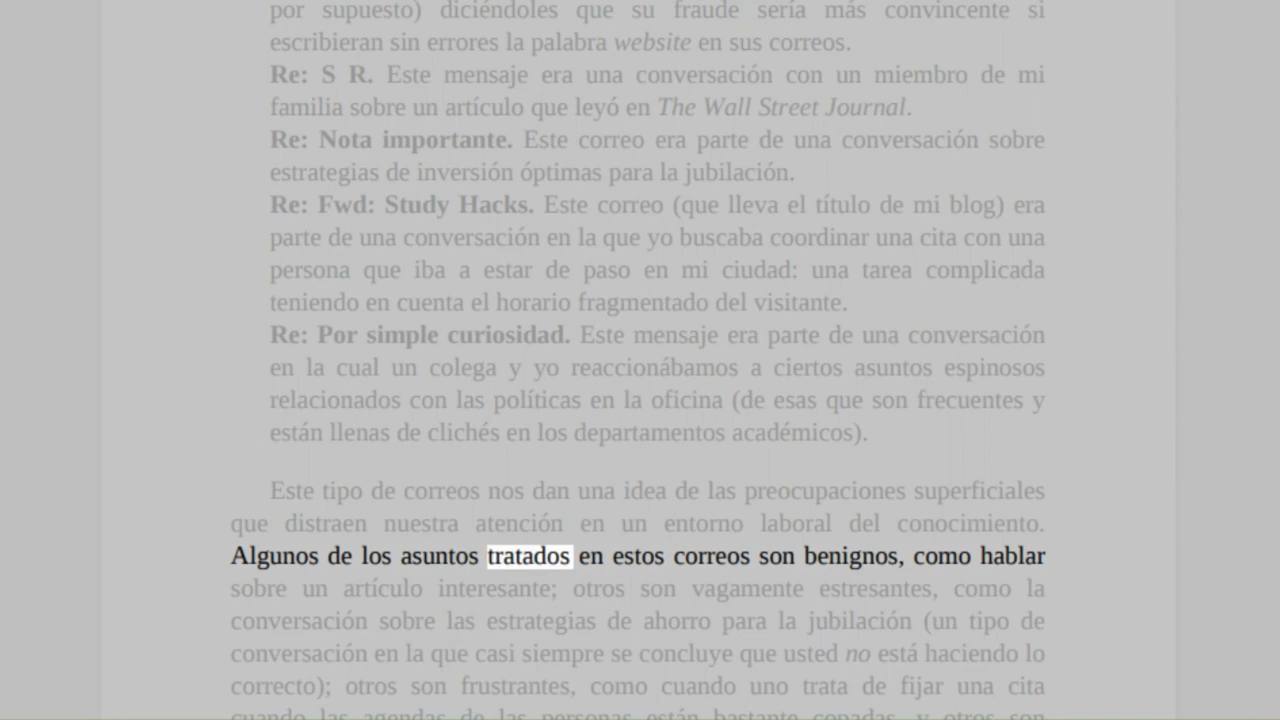 por supuesto) diciéndoles que su fraude sería más convincente si
escribieran sin errores la palabra website en sus correos.
Re: S R. Este mensaje era una conversación con un miembro de mi
familia sobre un artículo que leyó en The Wall Street Journal.
Re: Nota importante. Este correo era parte de una conversación sobre
estrategias de inversión óptimas para la jubilación.
Re: Fwd: Study Hacks. Este correo (que lleva el título de mi blog) era
parte de una conversación en la que yo buscaba coordinar una cita con una
persona que iba a estar de paso en mi ciudad: una tarea complicada
teniendo en cuenta el horario fragmentado del visitante.
Re: Por simple curiosidad. Este mensaje era parte de una conversación
en la cual un colega y yo reaccionábamos a ciertos asuntos espinosos
relacionados con las políticas en la oficina (de esas que son frecuentes y
están llenas de clichés en los departamentos académicos).
Este tipo de correos nos dan una idea de las preocupaciones superficiales
que distraen nuestra atención en un entorno laboral del conocimiento.
Algunos de los asuntos tratados en estos correos son benignos, como hablar
sobre un artículo interesante; otros son vagamente estresantes, como la
conversación sobre las estrategias de ahorro para la jubilación (un tipo de
conversación en la que casi siempre se concluye que usted no está haciendo lo
correcto); otros son frustrantes, como cuando uno trata de fijar una cita
cuando las agendas de las personas están bastante copadas, y otros son